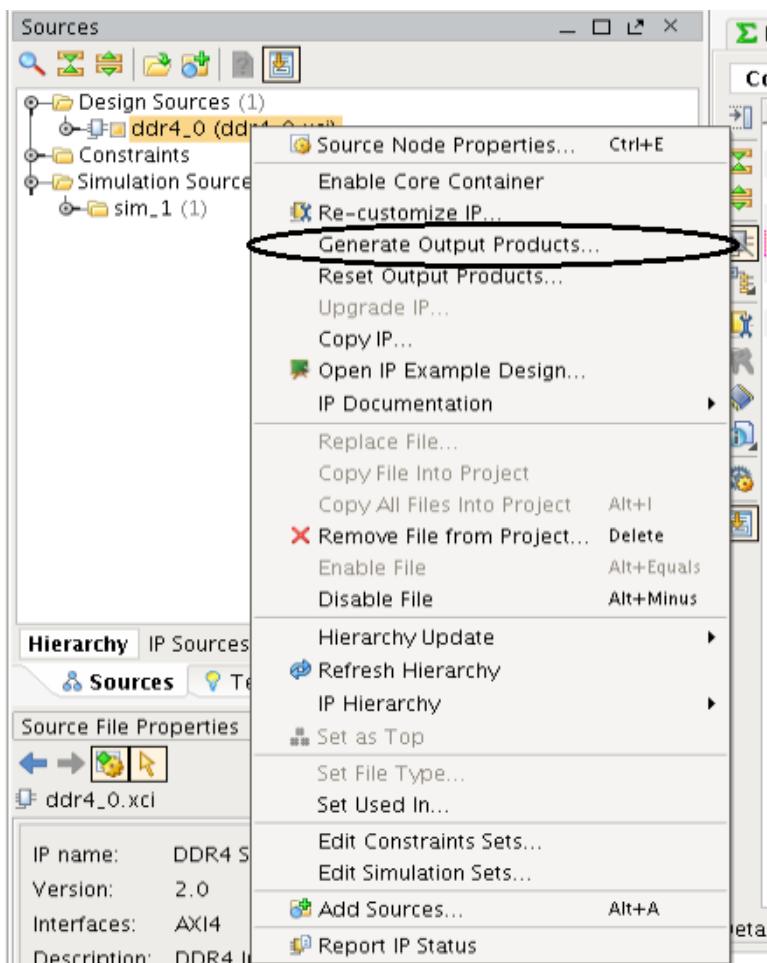 Sources
Design Sources (1)
ddr4_0 (ddr4_0.xci)
Constraints
Simulation Source
sim_1 (1)
Hierarchy IP Sources
Sources Te
Source File Properties
ddr4_0.xci
IP name: DDR4 S
Version: 2.0
Interfaces: AXI4
Description: DDR4 I
Source Node Properties... Ctrl+E
Enable Core Container
Re-customize IP...
Generate Output Products...
Reset Output Products...
Upgrade IP...
Copy IP...
Open IP Example Design...
IP Documentation
Replace File...
Copy File Into Project
Copy All Files Into Project Alt+I
Remove File from Project... Delete
Enable File Alt+Equals
Disable File Alt+Minus
Hierarchy Update
Refresh Hierarchy
IP Hierarchy
Set as Top
Set File Type...
Set Used In...
Edit Constraints Sets...
Edit Simulation Sets...
Add Sources... Alt+A
Report IP Status
Co
eta